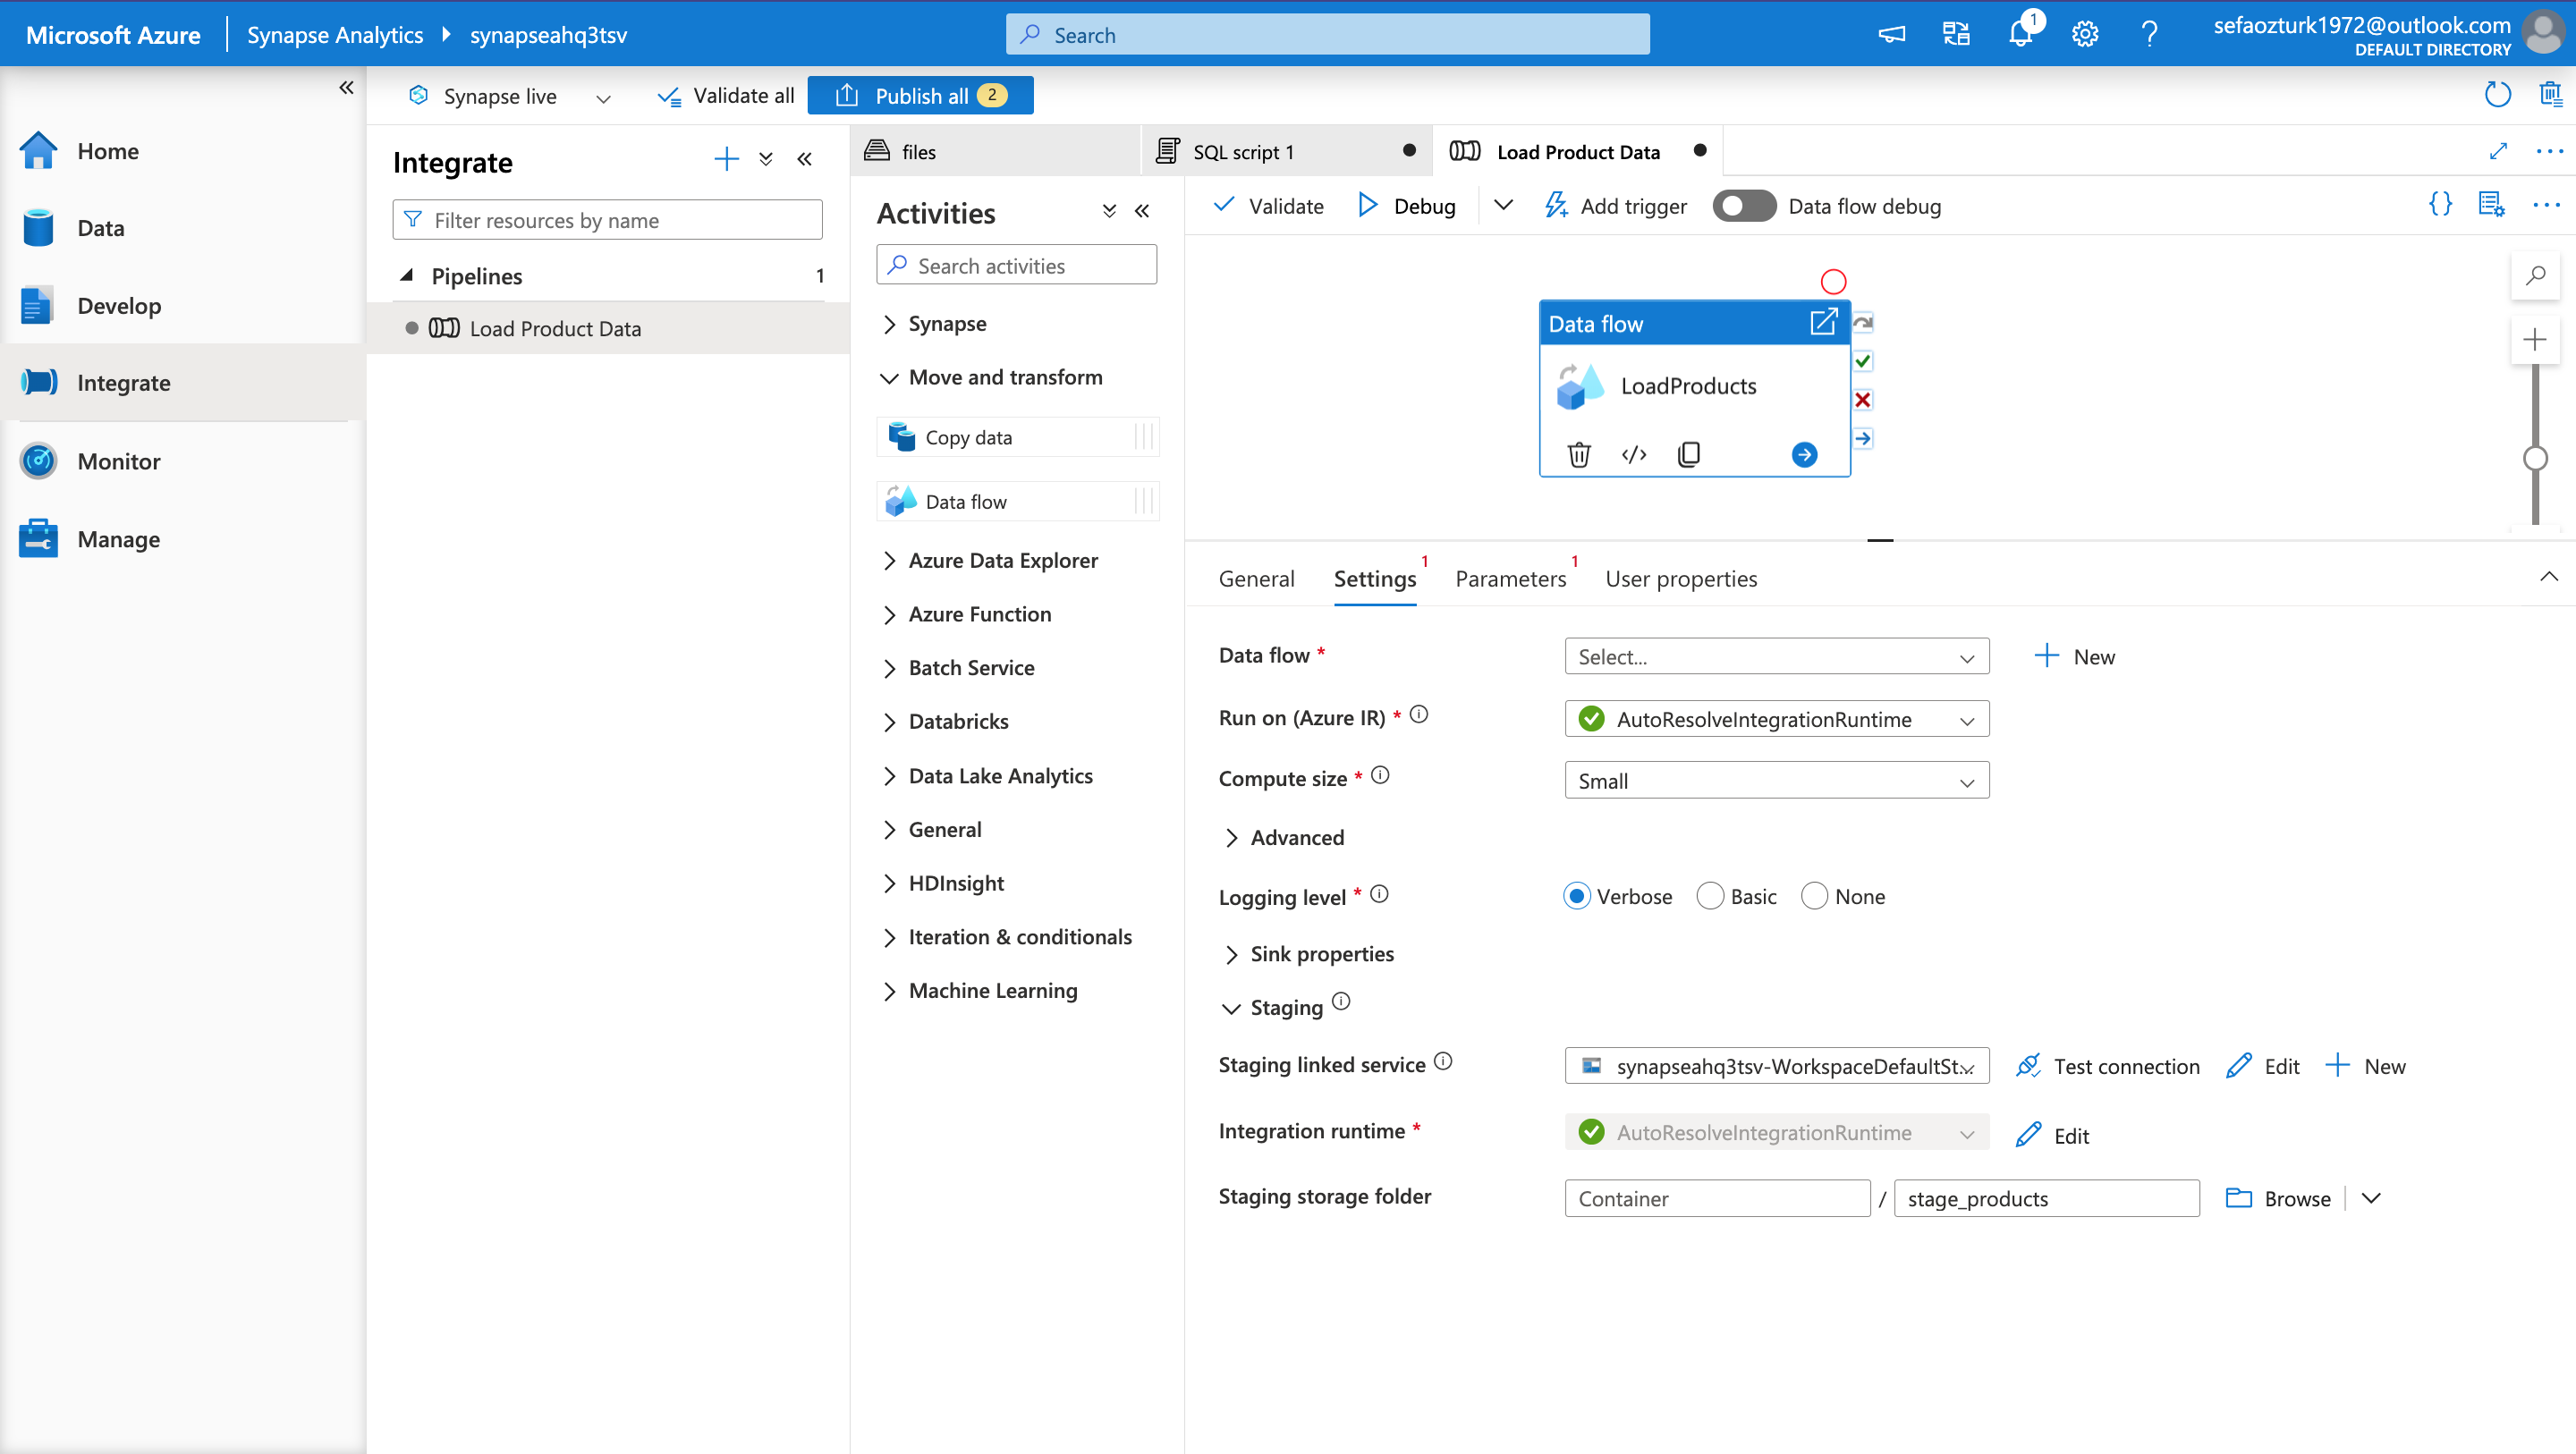 Microsoft Azure
Synapse Analytics
synapseahq3tsv
Search
1
sefaozturk1972@outlook.com
DEFAULT DIRECTORY
Synapse live
Validate all
Publish all 2
Home
Data
Develop
Integrate
Monitor
Manage
Integrate
Filter resources by name
Pipelines 1
Load Product Data
files
SQL script 1
Load Product Data
Activities
Search activities
Synapse
Move and transform
Copy data
Data flow
Azure Data Explorer
Azure Function
Batch Service
Databricks
Data Lake Analytics
General
HDInsight
Iteration & conditionals
Machine Learning
Validate
Debug
Add trigger
Data flow debug
Data flow
LoadProducts
General
Settings 1
Parameters 1
User properties
Data flow *
Select...
New
Run on (Azure IR) *
AutoResolveIntegrationRuntime
Compute size *
Small
Advanced
Logging level *
Verbose
Basic
None
Sink properties
Staging
Staging linked service
synapseahq3tsv-WorkspaceDefaultSt...
Test connection
Edit
New
Integration runtime *
AutoResolveIntegrationRuntime
Edit
Staging storage folder
Container
/
stage_products
Browse